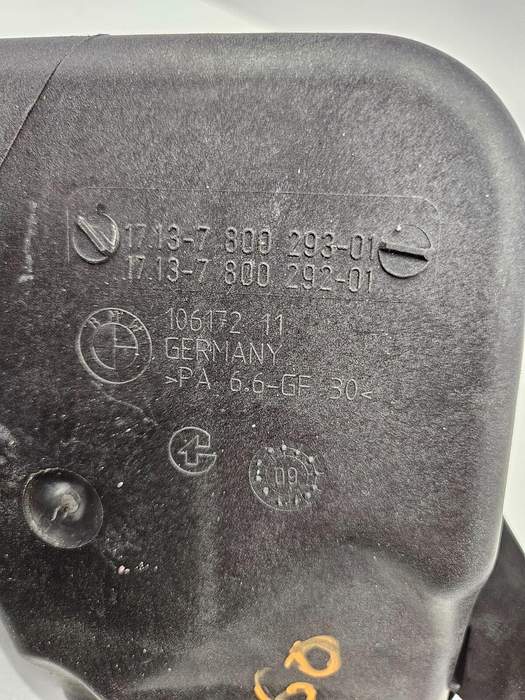 17.13-7 800 293-01
17.13-7 800 292-01
BMW
106172 11
GERMANY
>PA 6.6-GF 30<
09